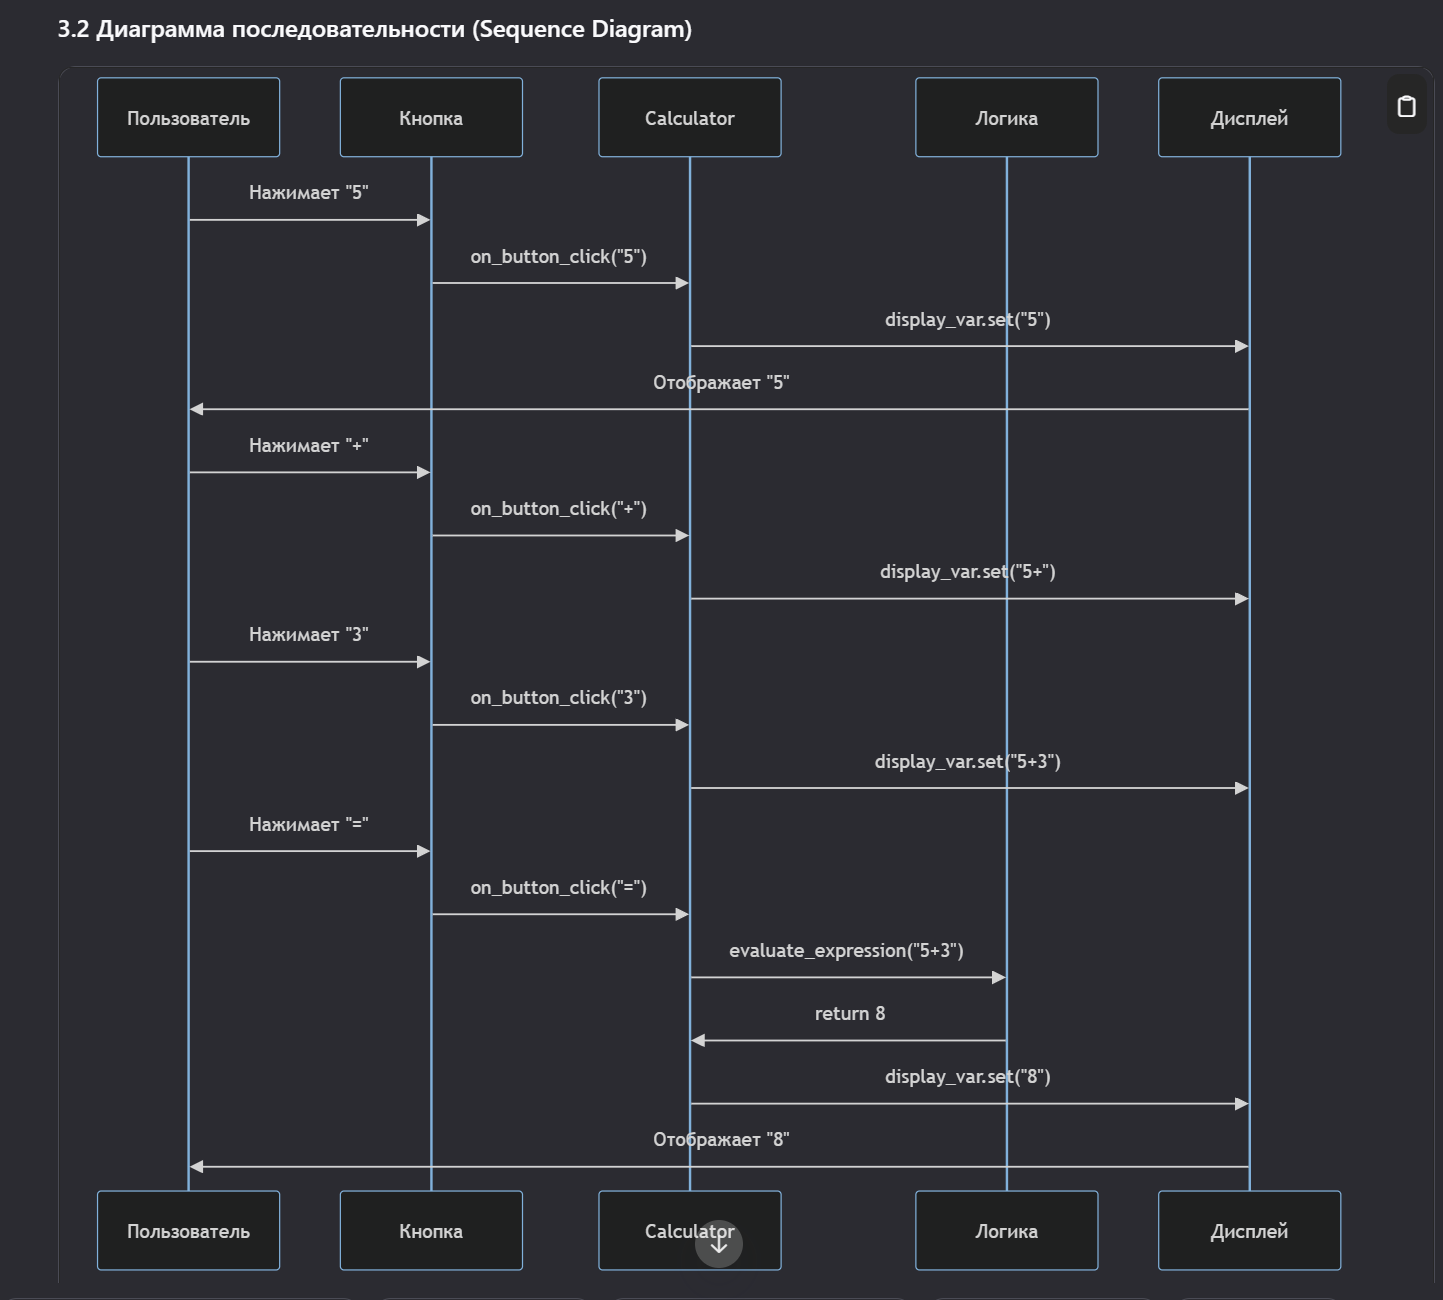 3.2 Диаграмма последовательности (Sequence Diagram)
Пользователь
Кнопка
Calculator
Логика
Дисплей
Нажимает "5"
on_button_click("5")
display_var.set("5")
Отображает "5"
Нажимает "+"
on_button_click("+")
display_var.set("5+")
Нажимает "3"
on_button_click("3")
display_var.set("5+3")
Нажимает "="
on_button_click("=")
evaluate_expression("5+3")
return 8
display_var.set("8")
Отображает "8"
Пользователь
Кнопка
Calculator
Логика
Дисплей